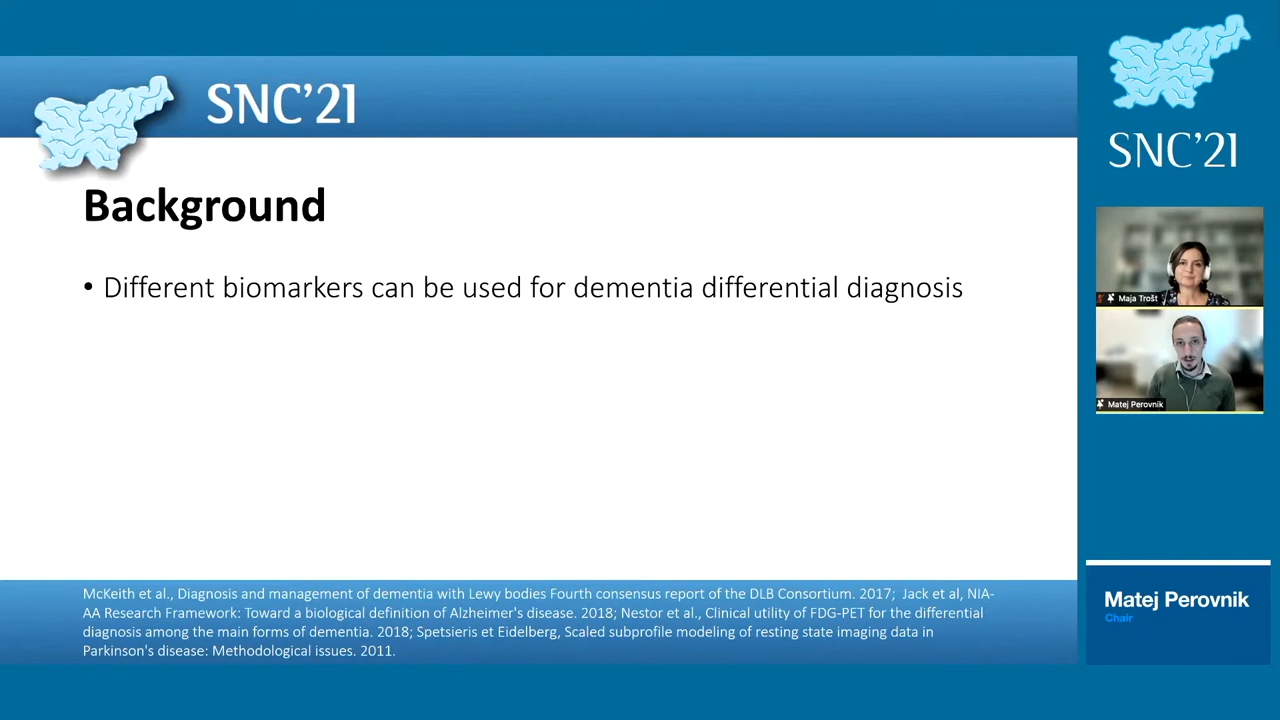 SNC'21
SNC'21
Background
• Different biomarkers can be used for dementia differential diagnosis
Maja Trošt
Matej Perovnik
McKeith et al., Diagnosis and management of dementia with Lewy bodies Fourth consensus report of the DLB Consortium. 2017;  Jack et al, NIA-
AA Research Framework: Toward a biological definition of Alzheimer's disease. 2018; Nestor et al., Clinical utility of FDG-PET for the differential
diagnosis among the main forms of dementia. 2018; Spetsieris et Eidelberg, Scaled subprofile modeling of resting state imaging data in
Parkinson's disease: Methodological issues. 2011.
Matej Perovnik
Chair